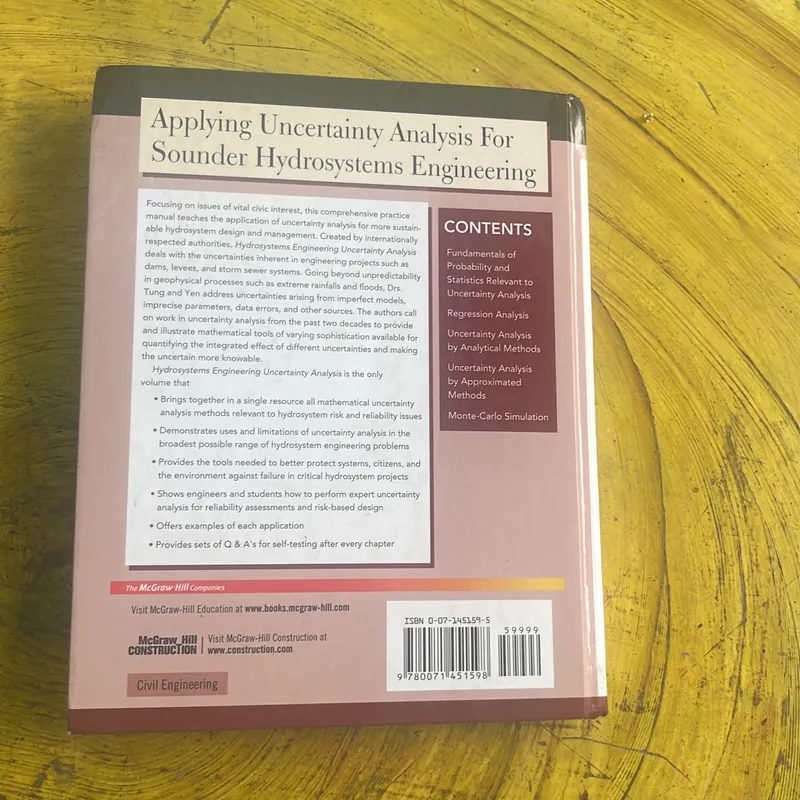 Applying Uncertainty Analysis For
Sounder Hydrosystems Engineering
Focusing on issues of vital civic interest, this comprehensive practice
manual teaches the application of uncertainty analysis for more sustain-
able hydrosystem design and management. Created by internationally
respected authorities, Hydrosystems Engineering Uncertainty Analysis
deals with the uncertainties inherent in engineering projects such as
dams, levees, and storm sewer systems. Going beyond unpredictability
in geophysical processes such as extreme rainfalls and floods, Drs.
Tung and Yen address uncertainties arising from imperfect models,
imprecise parameters, data errors, and other sources. The authors call
on work in uncertainty analysis from the past two decades to provide
and illustrate mathematical tools of varying sophistication available for
quantifying the integrated effect of different uncertainties and making
the uncertain more knowable.
Hydrosystems Engineering Uncertainty Analysis is the only
volume that
• Brings together in a single resource all mathematical uncertainty
analysis methods relevant to hydrosystem risk and reliability issues
• Demonstrates uses and limitations of uncertainty analysis in the
broadest possible range of hydrosystem engineering problems
• Provides the tools needed to better protect systems, citizens, and
the environment against failure in critical hydrosystem projects
• Shows engineers and students how to perform expert uncertainty
analysis for reliability assessments and risk-based design
• Offers examples of each application
• Provides sets of Q & A's for self-testing after every chapter
CONTENTS
Fundamentals of
Probability and
Statistics Relevant to
Uncertainty Analysis
Regression Analysis
Uncertainty Analysis
by Analytical Methods
Uncertainty Analysis
by Approximated
Methods
Monte-Carlo Simulation
The McGraw-Hill Companies
Visit McGraw-Hill Education at www.books.mcgraw-hill.com
McGraw_Hill
CONSTRUCTION
Visit McGraw-Hill Construction at
www.construction.com
Civil Engineering
ISBN 0-07-145159-5
59999
9 780071 451598